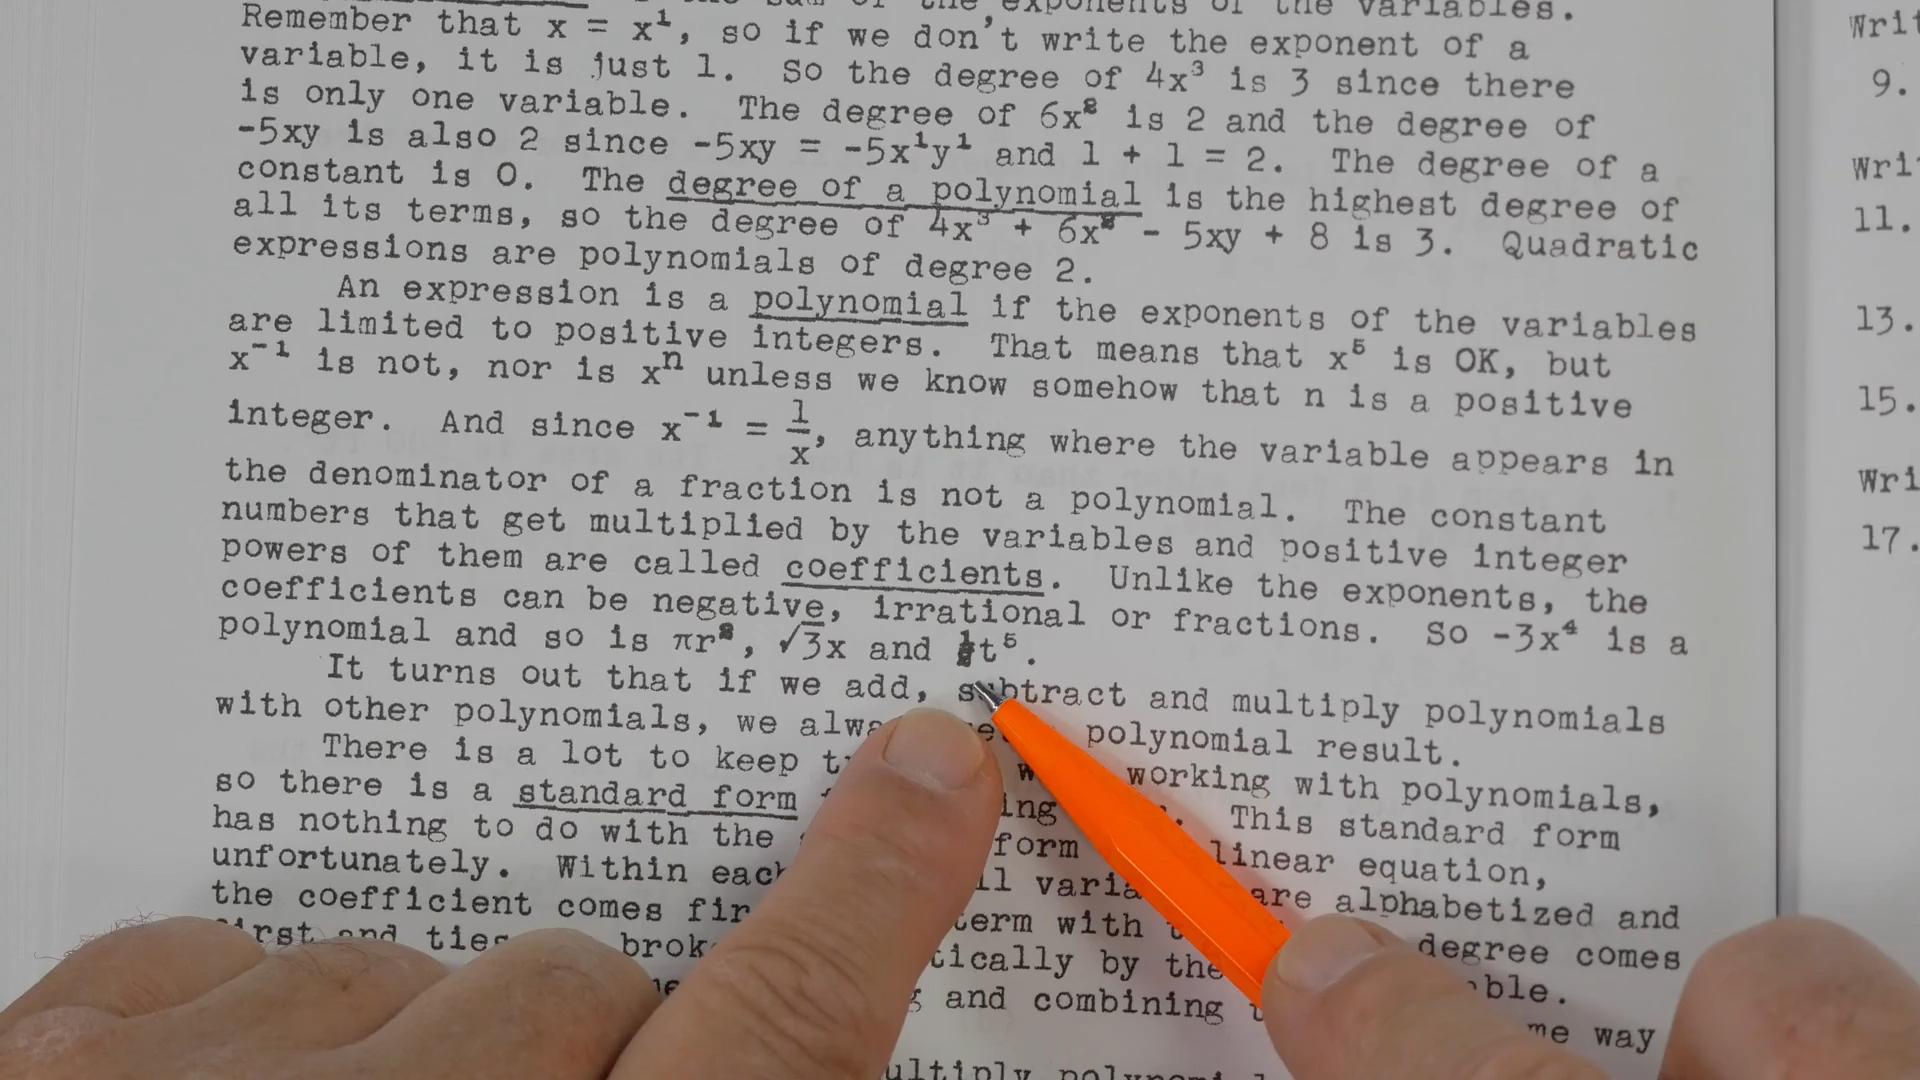 exponents of the variables.
Remember that x = x¹, so if we don't write the exponent of a
variable, it is just 1. So the degree of 4x³ is 3 since there
is only one variable. The degree of 6x² is 2 and the degree of
-5xy is also 2 since -5xy = -5x¹y¹ and 1 + 1 = 2. The degree of a
constant is 0. The degree of a polynomial is the highest degree of
all its terms, so the degree of 4x³ + 6x² - 5xy + 8 is 3. Quadratic
expressions are polynomials of degree 2.
An expression is a polynomial if the exponents of the variables
are limited to positive integers. That means that x⁵ is OK, but
x⁻¹ is not, nor is xⁿ unless we know somehow that n is a positive
integer. And since x⁻¹ = 1/x, anything where the variable appears in
the denominator of a fraction is not a polynomial. The constant
numbers that get multiplied by the variables and positive integer
powers of them are called coefficients. Unlike the exponents, the
coefficients can be negative, irrational or fractions. So -3x⁴ is a
polynomial and so is πr², √3x and ½t⁵.
It turns out that if we add, subtract and multiply polynomials
with other polynomials, we polynomial result.
There is a lot to keep working with polynomials,
so there is a standard form This standard form
has nothing to do with the form linear equation,
unfortunately. Within are alphabetized and
the coefficient comes term with degree comes
and ties tically by the
and combining way
Writ
9.
Writ
11.
13.
15.
Wri
17.